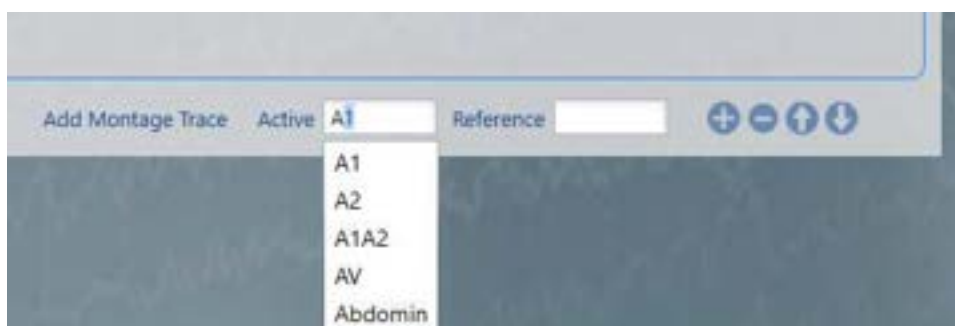 Add Montage Trace Active A1 Reference
A1
A2
A1A2
AV
Abdomin